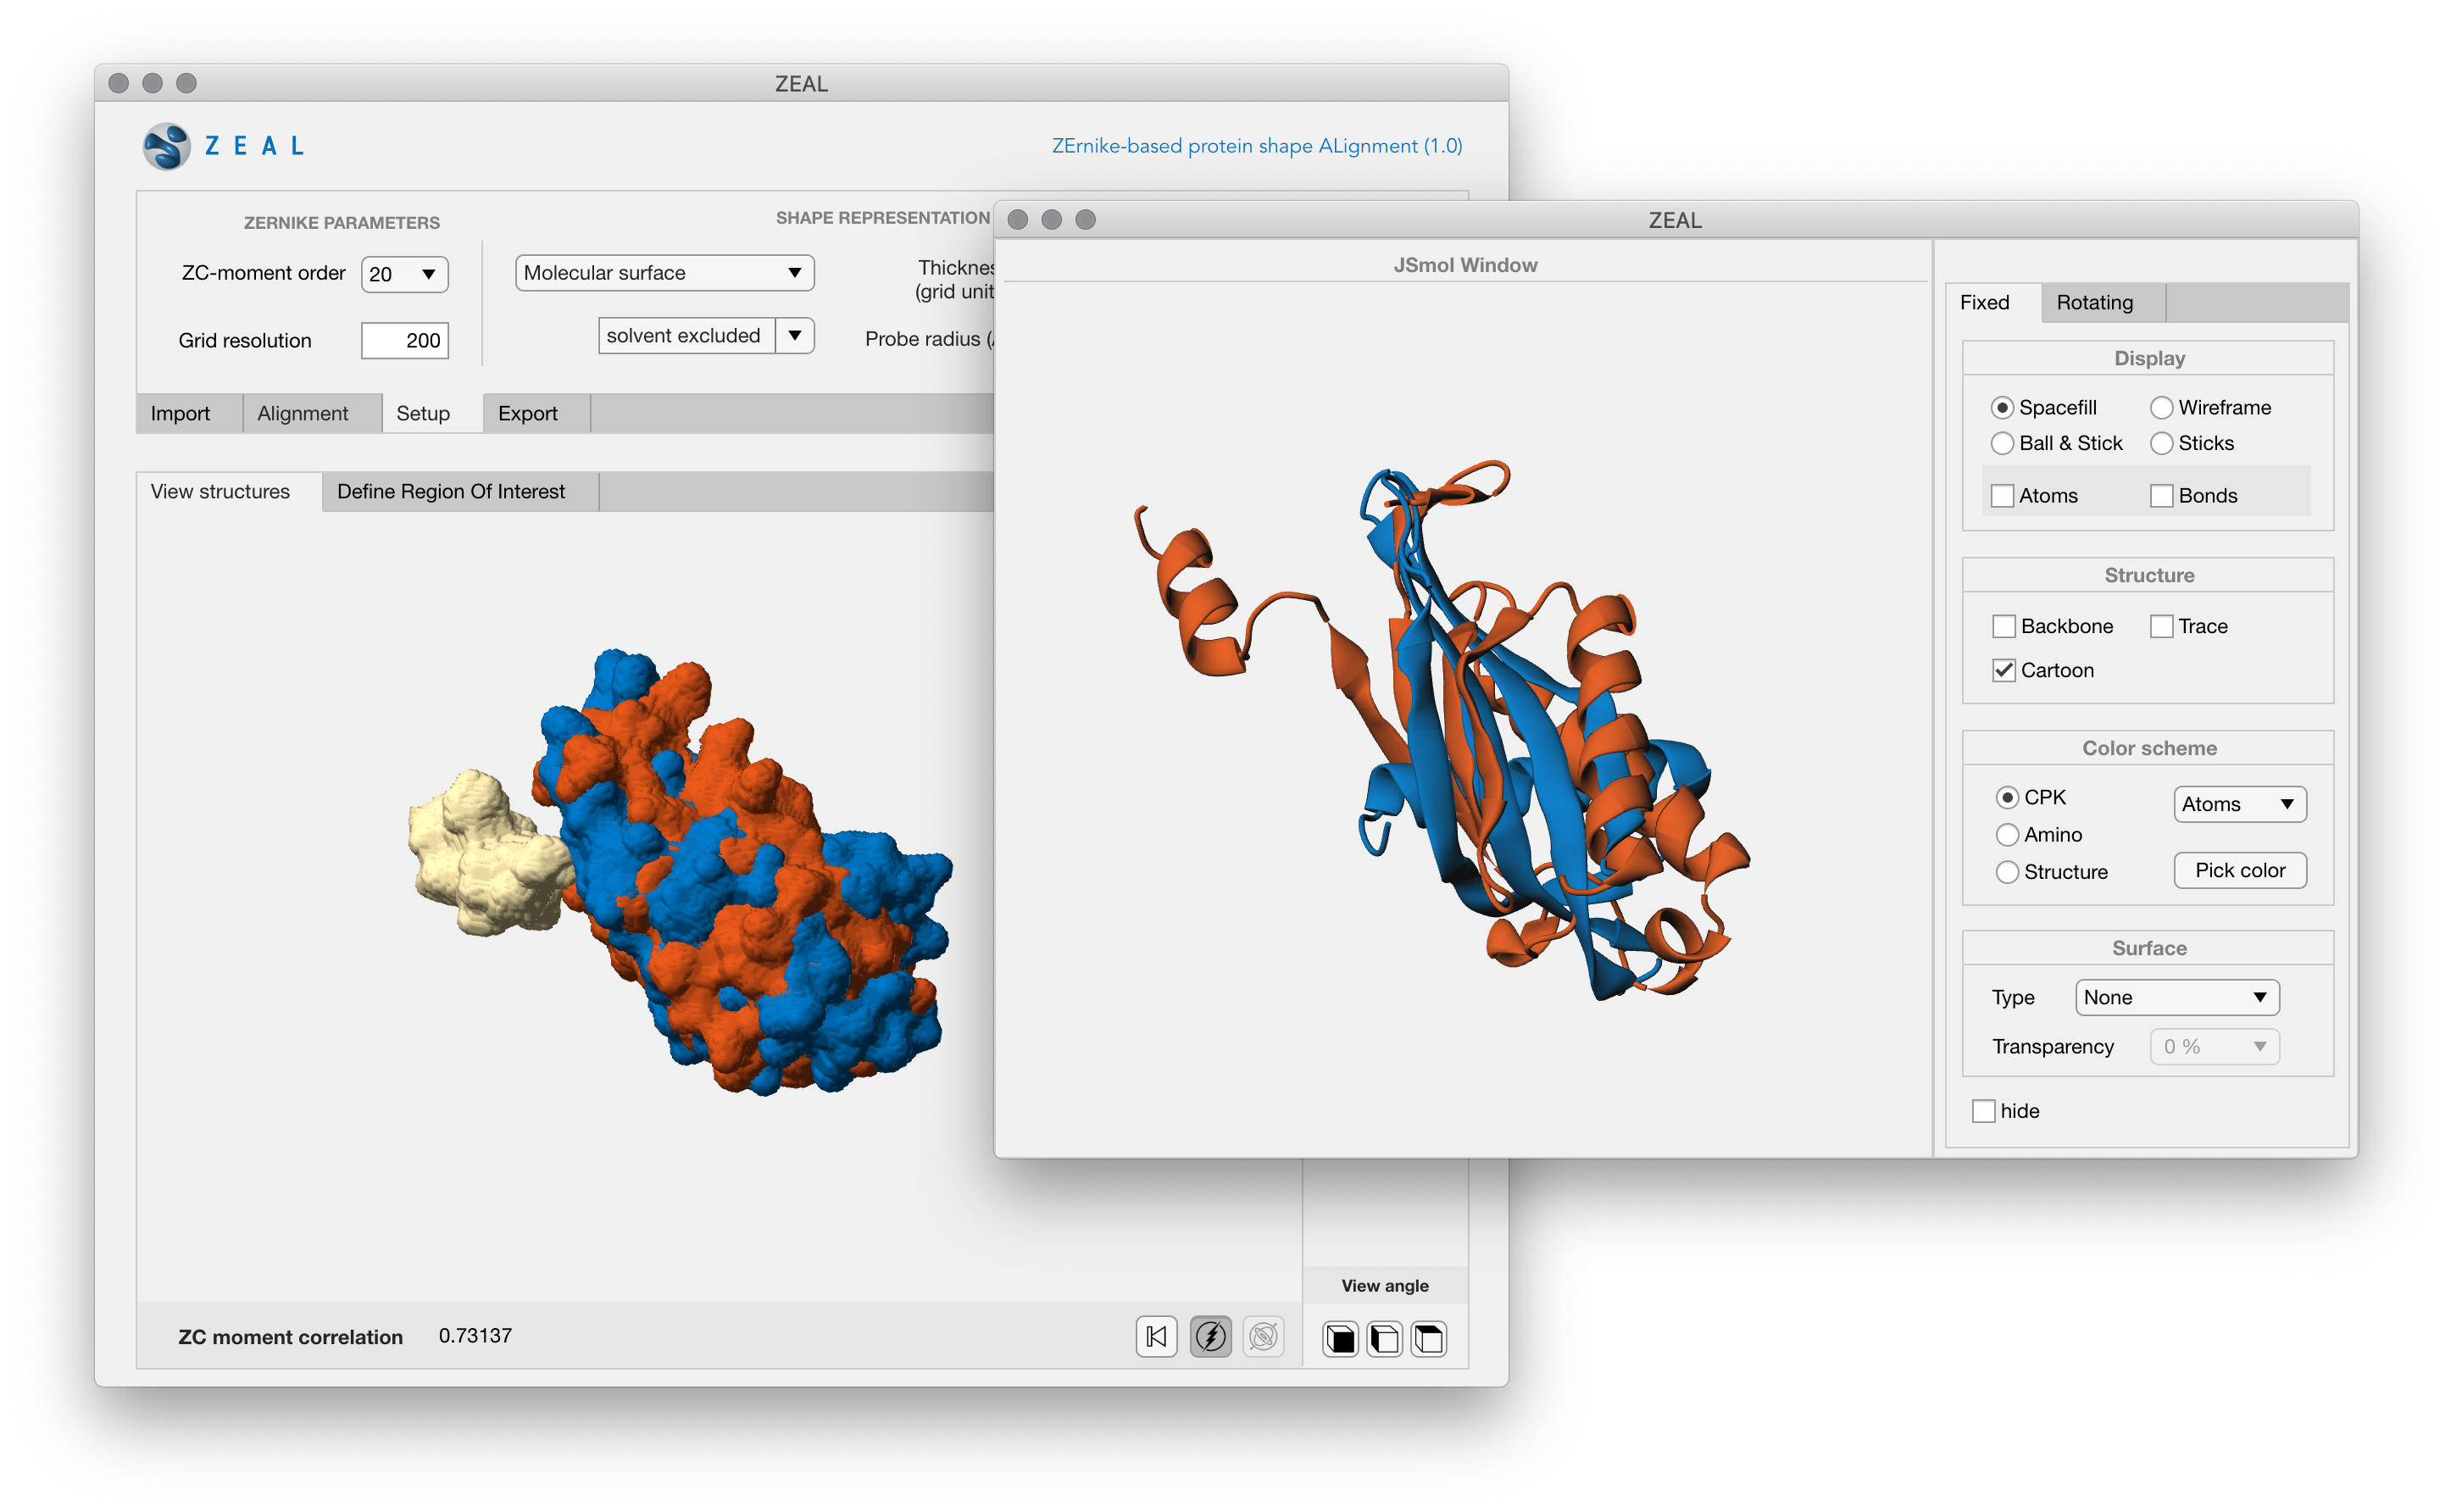 ZEAL
Z E A L
ZErnike-based protein shape ALignment (1.0)
ZERNIKE PARAMETERS
SHAPE REPRESENTATION
ZC-moment order 20
Molecular surface
(grid
Grid resolution 200
solvent excluded
Probe radius
Import Alignment Setup Export
View structures Define Region Of Interest
View angle
ZC moment correlation 0.73137
ZEAL
JSmol Window
Fixed Rotating
Display
Spacefill Wireframe
Ball & Stick Sticks
Atoms Bonds
Structure
Backbone Trace
Cartoon
Color scheme
CPK Atoms
Amino
Structure Pick color
Surface
Type None
Transparency 0 %
hide